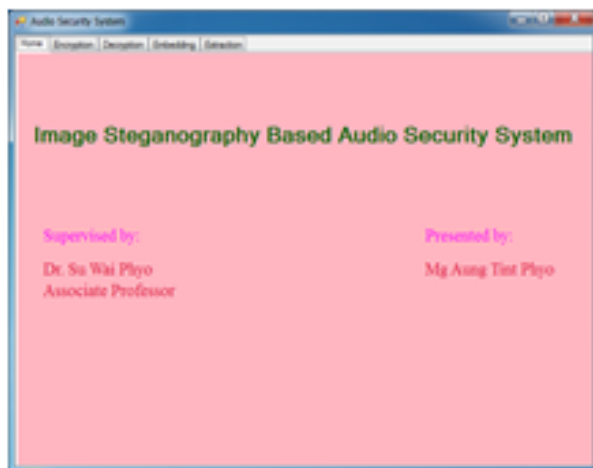 Audio Security System
Home Encryption Decryption Embedding Extraction
Image Steganography Based Audio Security System
Supervised by:
Presented by:
Dr. Su Wai Phyo
Mg Aung Tint Phyo
Associate Professor